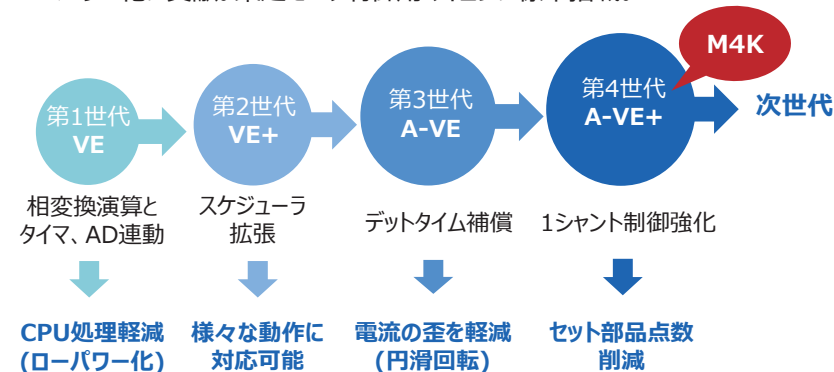 M4K
第1世代
VE
第2世代
VE+
第3世代
A-VE
第4世代
A-VE+
次世代
相変換演算と
タイマ、AD連動
スケジューラ
拡張
デットタイム補償
1シャント制御強化
CPU処理軽減
(ローパワー化)
様々な動作に
対応可能
電流の歪を軽減
(円滑回転)
セット部品点数
削減